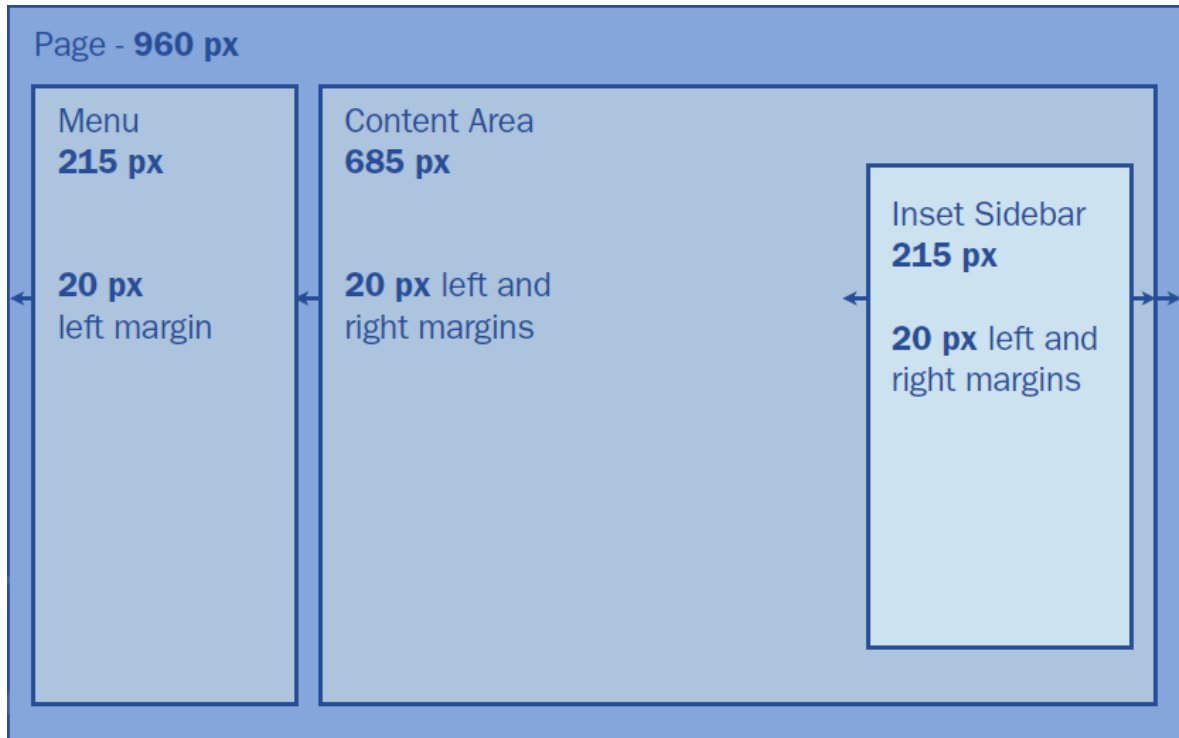 Page - 960 px
Menu
215 px
20 px
left margin
Content Area
685 px
20 px left and
right margins
Inset Sidebar
215 px
20 px left and
right margins